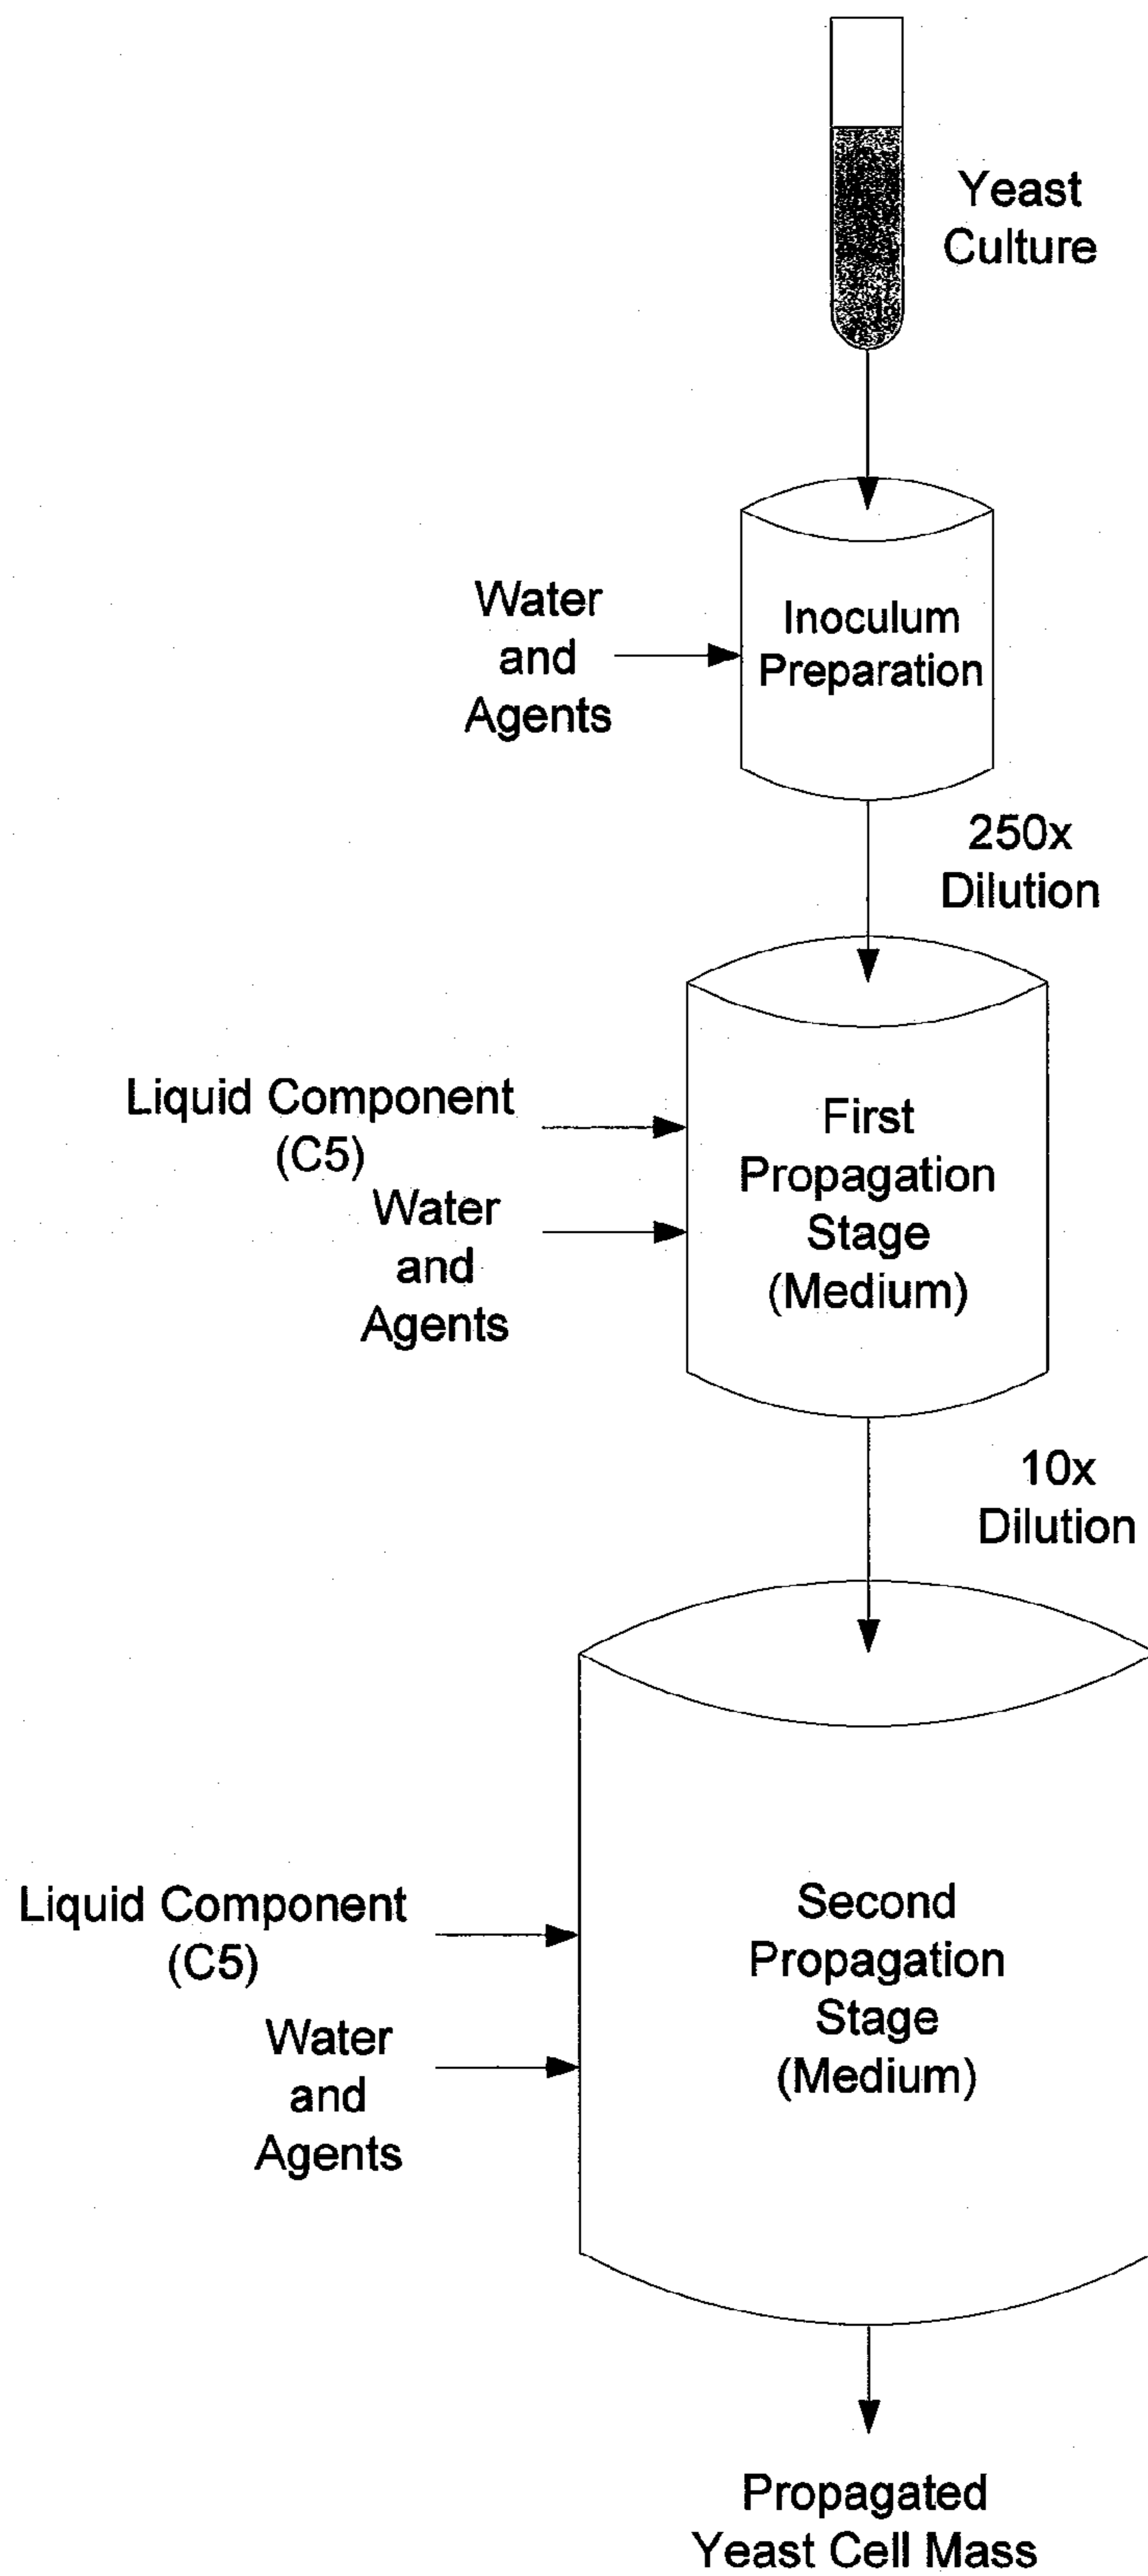 Yeast
Culture
Water
and
Agents
Inoculum
Preparation
250x
Dilution
Liquid Component
(C5)
Water
and
Agents
First
Propagation
Stage
(Medium)
10x
Dilution
Liquid Component
(C5)
Water
and
Agents
Second
Propagation
Stage
(Medium)
Propagated
Yeast Cell Mass